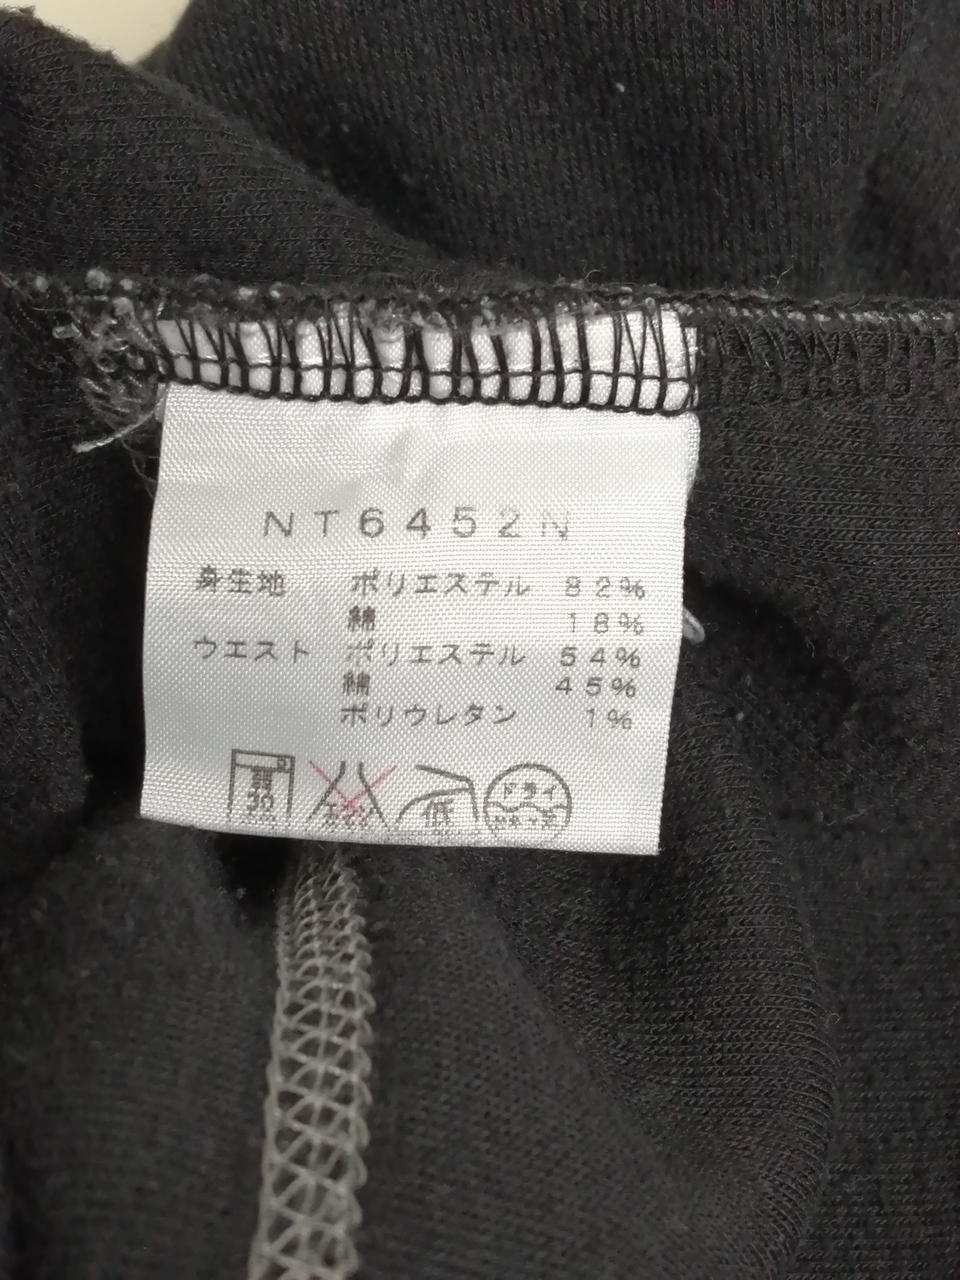 NT6452N
身生地 ポリエステル 82%
綿 18%
ウエスト ポリエステル 54%
綿 45%
ポリウレタン 1%
30 低 ドライ